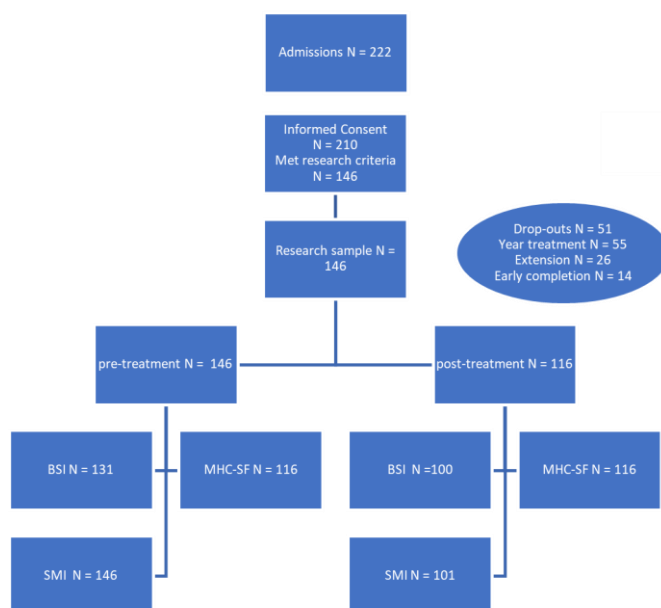 Admissions N = 222
Informed Consent
N = 210
Met research criteria
N = 146
Research sample N =
146
Drop-outs N = 51
Year treatment N = 55
Extension N = 26
Early completion N = 14
pre-treatment N =  146
post-treatment N = 116
BSI N = 131
MHC-SF N = 116
BSI  N =100
MHC-SF N = 116
SMI  N = 146
SMI  N = 101